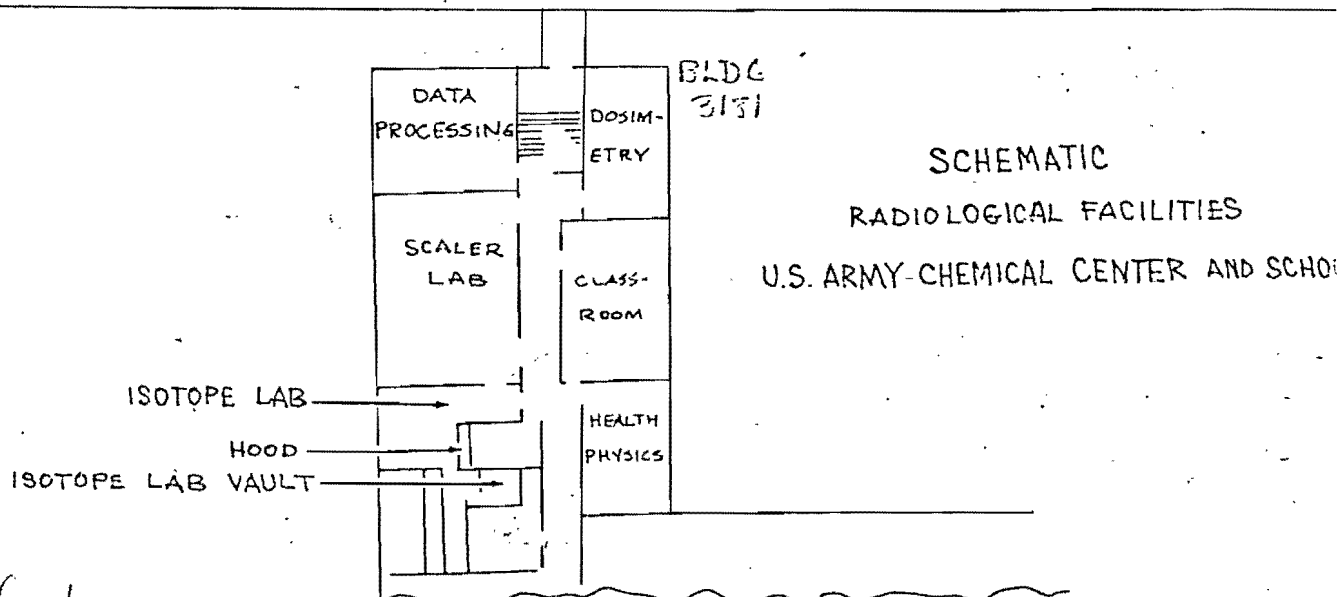 BLDG
DATA
PROCESSING
DOSIM-
ETRY
SCHEMATIC
RADIOLOGICAL FACILITIES
U.S. ARMY-CHEMICAL CENTER AND SCHO
SCALER
LAB
CLASS-
ROOM
ISOTOPE LAB
HOOD
ISOTOPE LAB VAULT
HEALTH
PHYSICS